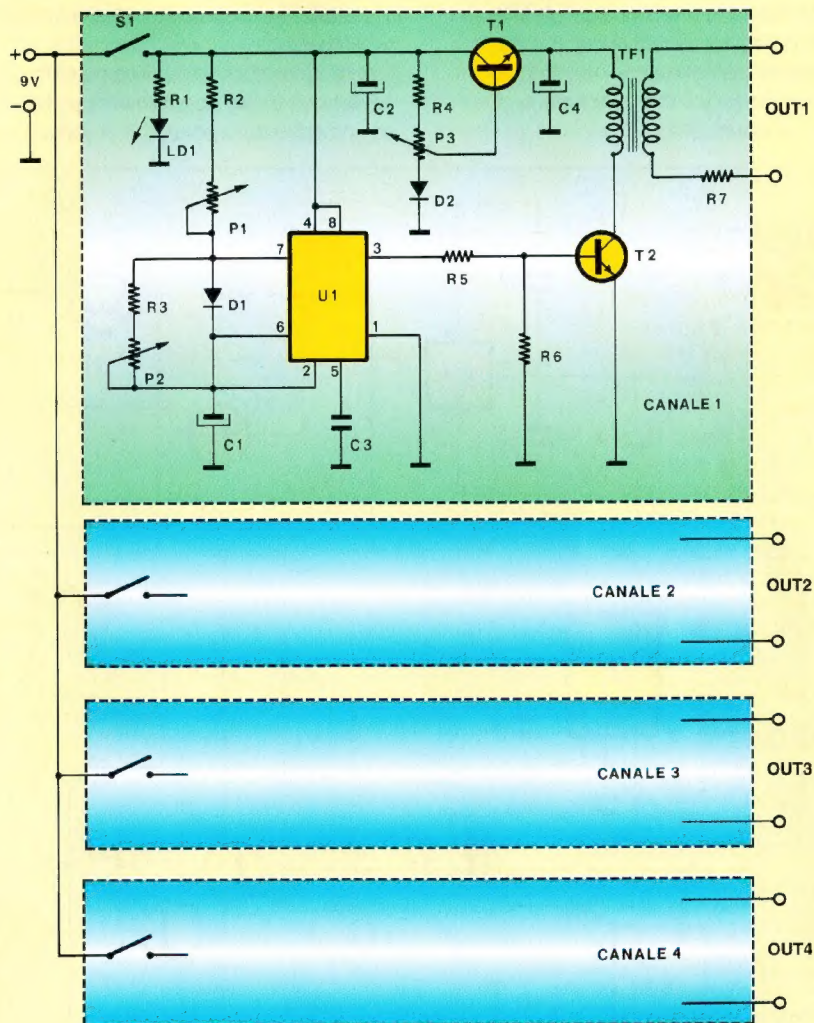 S1
T1
+
9V
−
R1
R2
C2
R4
C4
TF1
OUT1
P3
LD1
D2
R7
P1
4
8
7
3
T2
R5
R3
D1
U1
6
1
R6
P2
2
5
CANALE 1
C1
C3
CANALE 2
OUT2
CANALE 3
OUT3
CANALE 4
OUT4